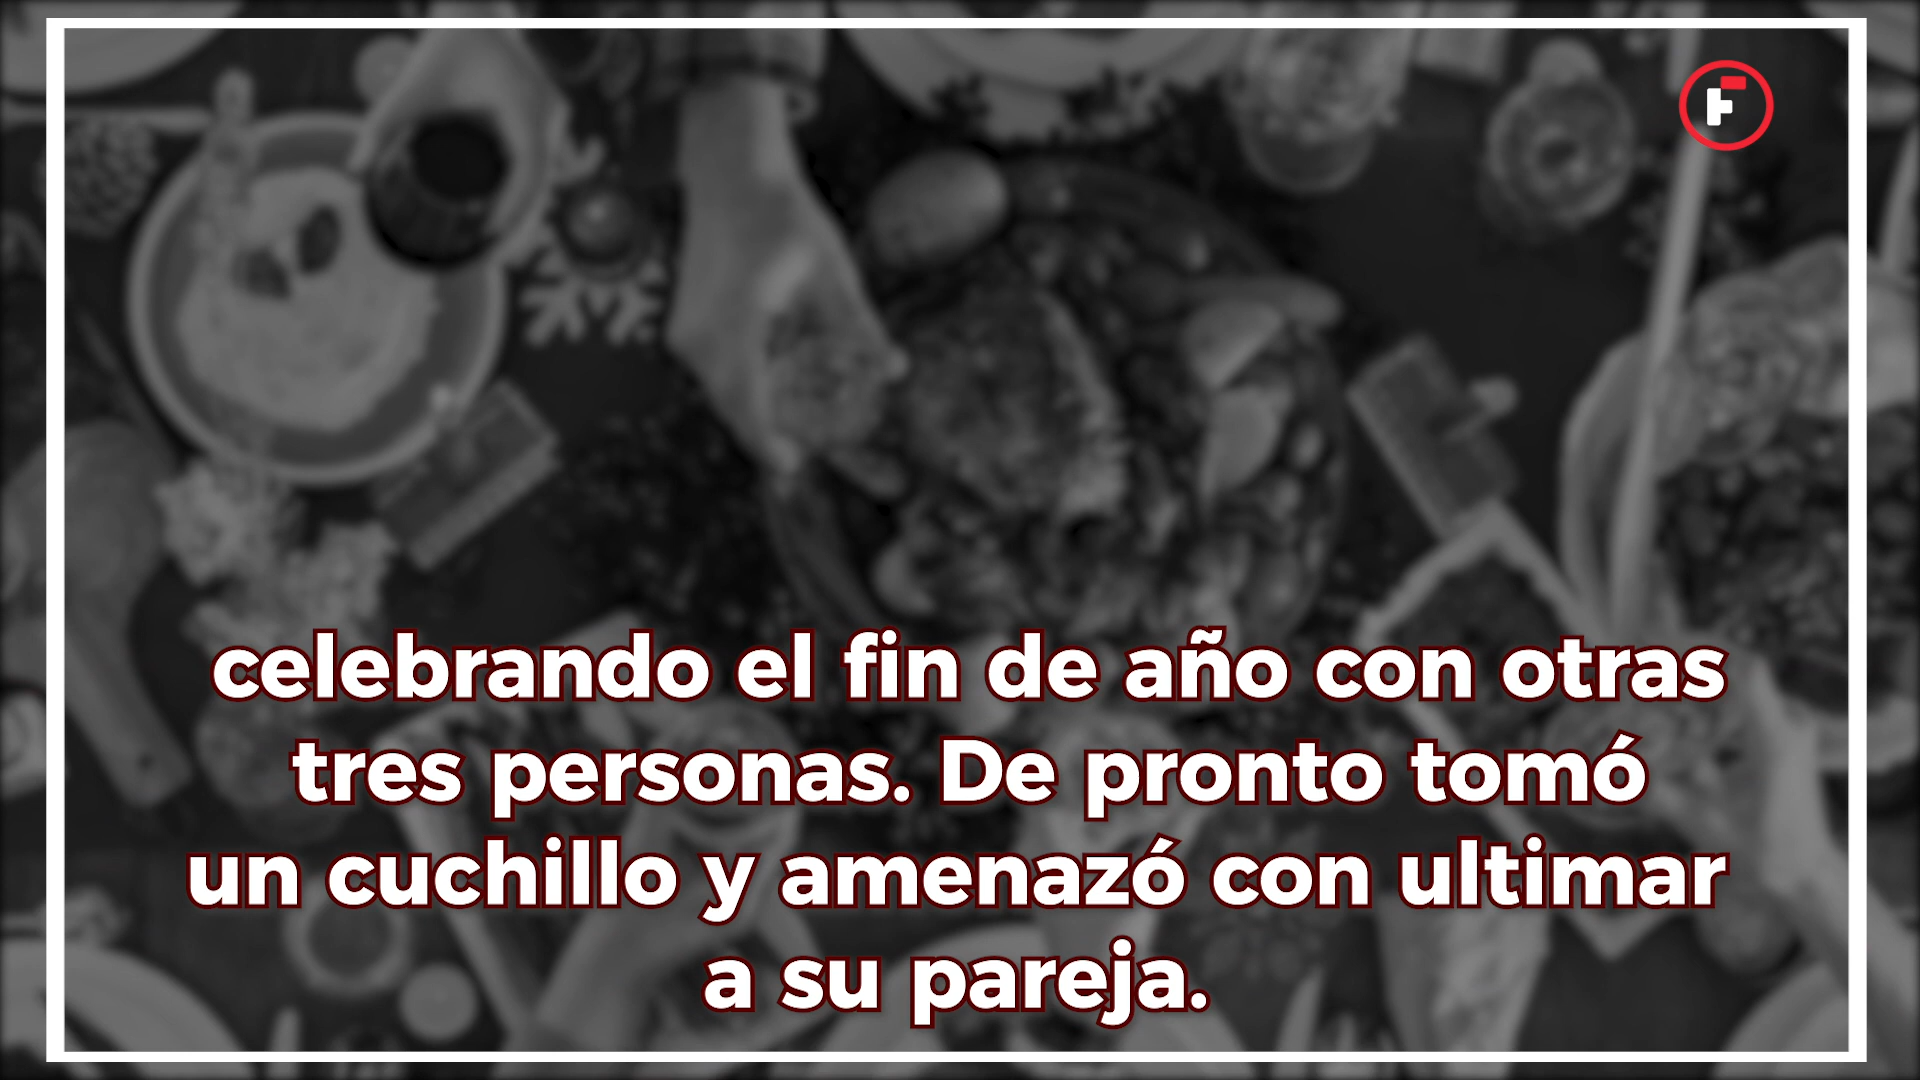 F
celebrando el fin de año con otras
tres personas. De pronto tomó
un cuchillo y amenazó con ultimar
a su pareja.